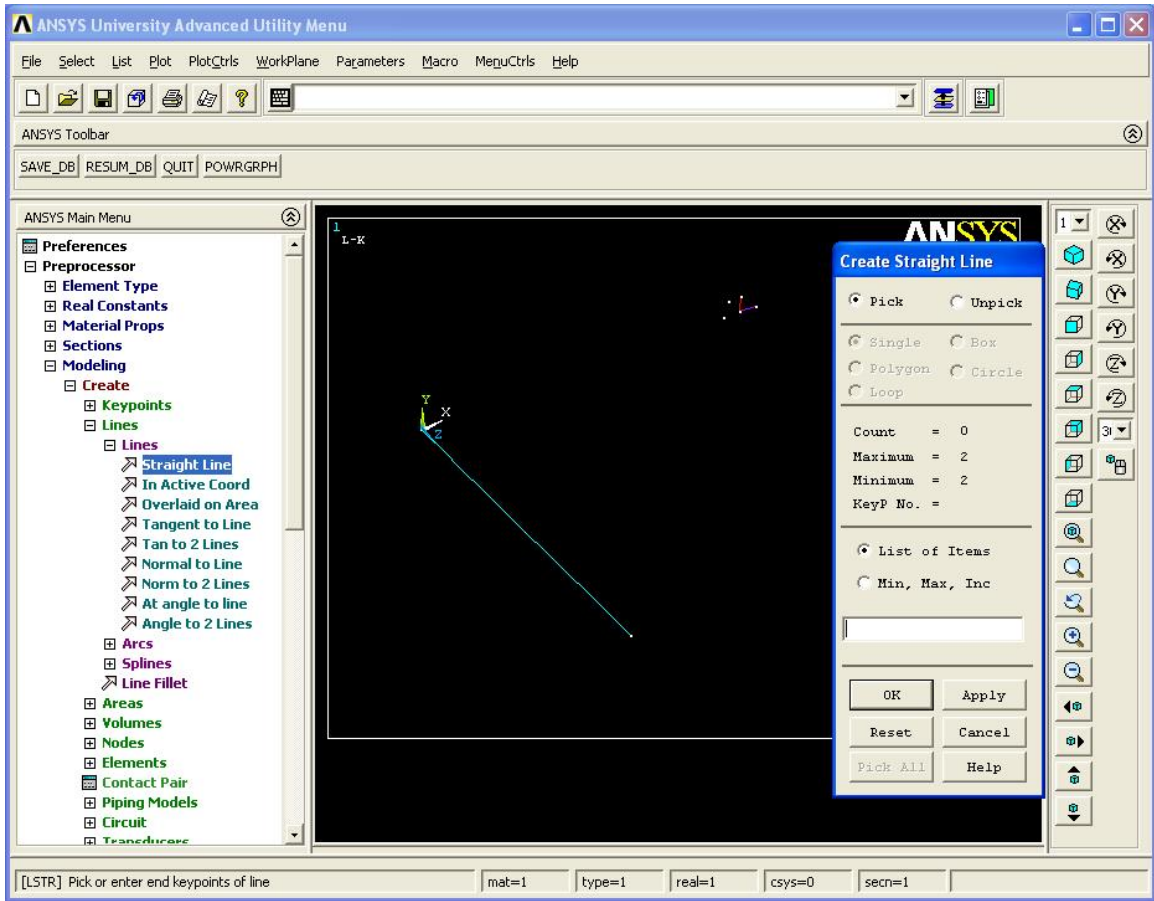 ANSYS University Advanced Utility Menu
File Select List Plot PlotCtrls WorkPlane Parameters Macro MenuCtrls Help
ANSYS Toolbar
SAVE_DB RESUM_DB QUIT POWRGRPH
ANSYS Main Menu
Preferences
Preprocessor
Element Type
Real Constants
Material Props
Sections
Modeling
Create
Keypoints
Lines
Lines
Straight Line
In Active Coord
Overlaid on Area
Tangent to Line
Tan to 2 Lines
Normal to Line
Norm to 2 Lines
At angle to line
Angle to 2 Lines
Arcs
Splines
Line Fillet
Areas
Volumes
Nodes
Elements
Contact Pair
Piping Models
Circuit
Transducers
1
L-K
ANSYS
Y
X
Z
Create Straight Line
Pick Unpick
Single Box
Polygon Circle
Loop
Count = 0
Maximum = 2
Minimum = 2
KeyP No. =
List of Items
Min, Max, Inc
OK Apply
Reset Cancel
Pick All Help
1
X
X
Y
Y
Z
Z
[LSTR] Pick or enter end keypoints of line
mat=1 type=1 real=1 csys=0 secn=1